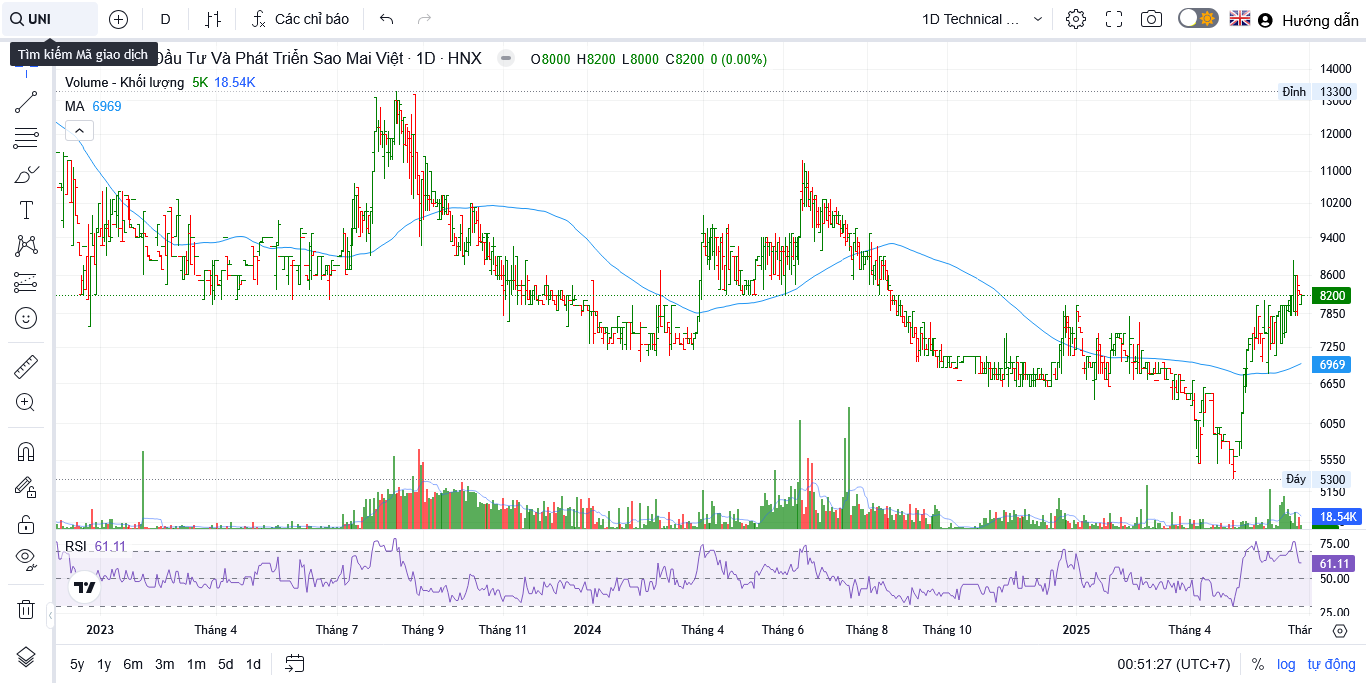 UNI
D
Các chỉ báo
1D Technical ...
Hướng dẫn
Tìm kiếm Mã giao dịch
Đầu Tư Và Phát Triển Sao Mai Việt · 1D · HNX
O8000 H8200 L8000 C8200 0 (0.00%)
Volume - Khối lượng 5K 18.54K
MA 6969
14000
Đỉnh 13300
13000
12000
11000
10200
9400
8600
8200
7850
7250
6969
6650
6050
5550
Đáy 5300
5150
18.54K
RSI 61.11
75.00
61.11
50.00
25.00
2023 Tháng 4 Tháng 7 Tháng 9 Tháng 11 2024 Tháng 4 Tháng 6 Tháng 8 Tháng 10 2025 Tháng 4 Thár
5y 1y 6m 3m 1m 5d 1d
00:51:27 (UTC+7) % log tự động